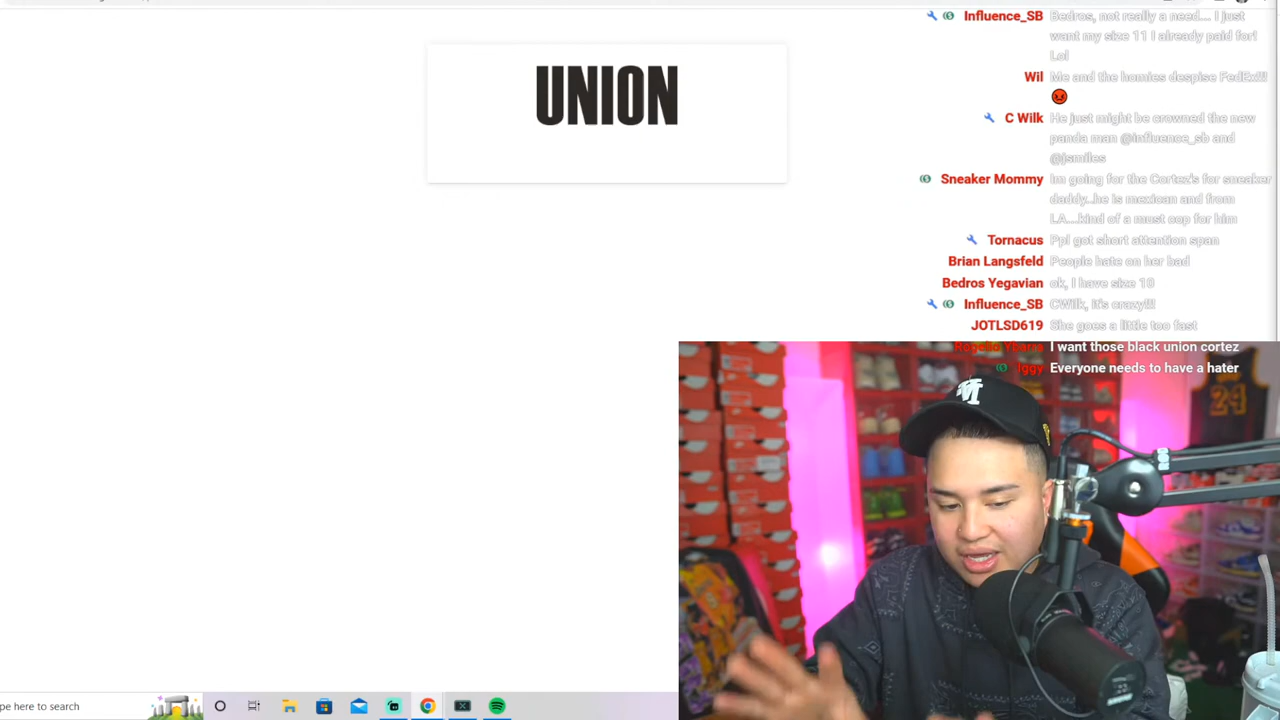 UNION
Influence_SB Bedros, not really a need... I just
want my size 11 I already paid for!
Lol
Wil Me and the homies despise FedEx!!!
C Wilk He just might be crowned the new
panda man @influence_sb and
@jsmiles
Sneaker Mommy Im going for the Cortez's for sneaker
daddy..he is mexican and from
LA...kind of a must cop for him
Tornacus Ppl got short attention span
Brian Langsfeld People hate on her bad
Bedros Yegavian ok, I have size 10
Influence_SB CWilk, it's crazy!!!
JOTLSD619 She goes a little too fast
I want those black union cortez
Iggy Everyone needs to have a hater
24
pe here to search